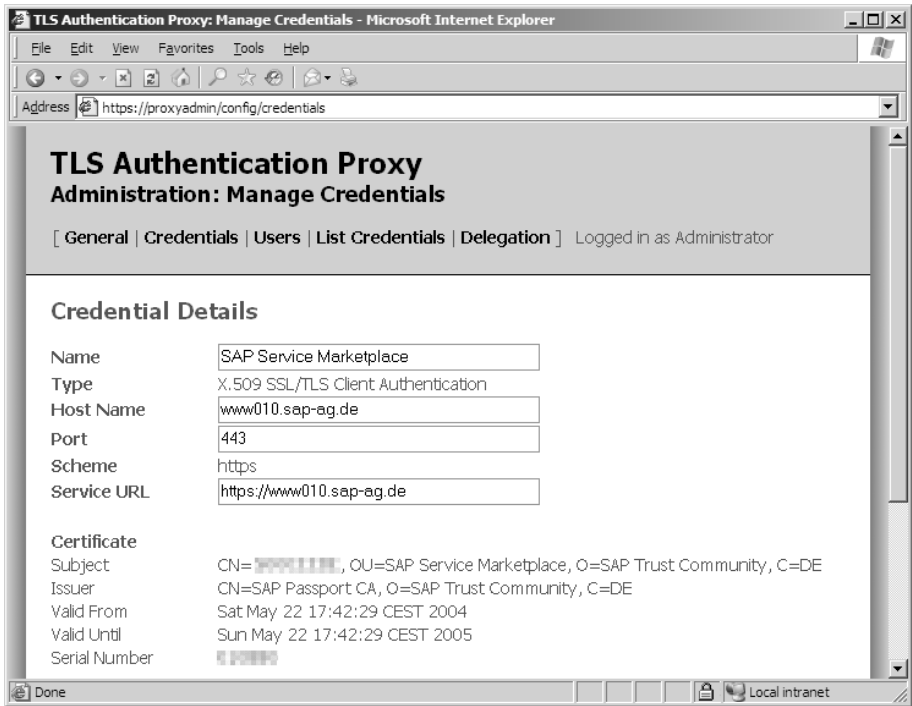 TLS Authentication Proxy: Manage Credentials - Microsoft Internet Explorer
File Edit View Favorites Tools Help
Address https://proxyadmin/config/credentials
TLS Authentication Proxy
Administration: Manage Credentials
[ General | Credentials | Users | List Credentials | Delegation ] Logged in as Administrator
Credential Details
Name SAP Service Marketplace
Type X.509 SSL/TLS Client Authentication
Host Name www010.sap-ag.de
Port 443
Scheme https
Service URL https://www010.sap-ag.de
Certificate
Subject CN= , OU=SAP Service Marketplace, O=SAP Trust Community, C=DE
Issuer CN=SAP Passport CA, O=SAP Trust Community, C=DE
Valid From Sat May 22 17:42:29 CEST 2004
Valid Until Sun May 22 17:42:29 CEST 2005
Serial Number
Done Local intranet